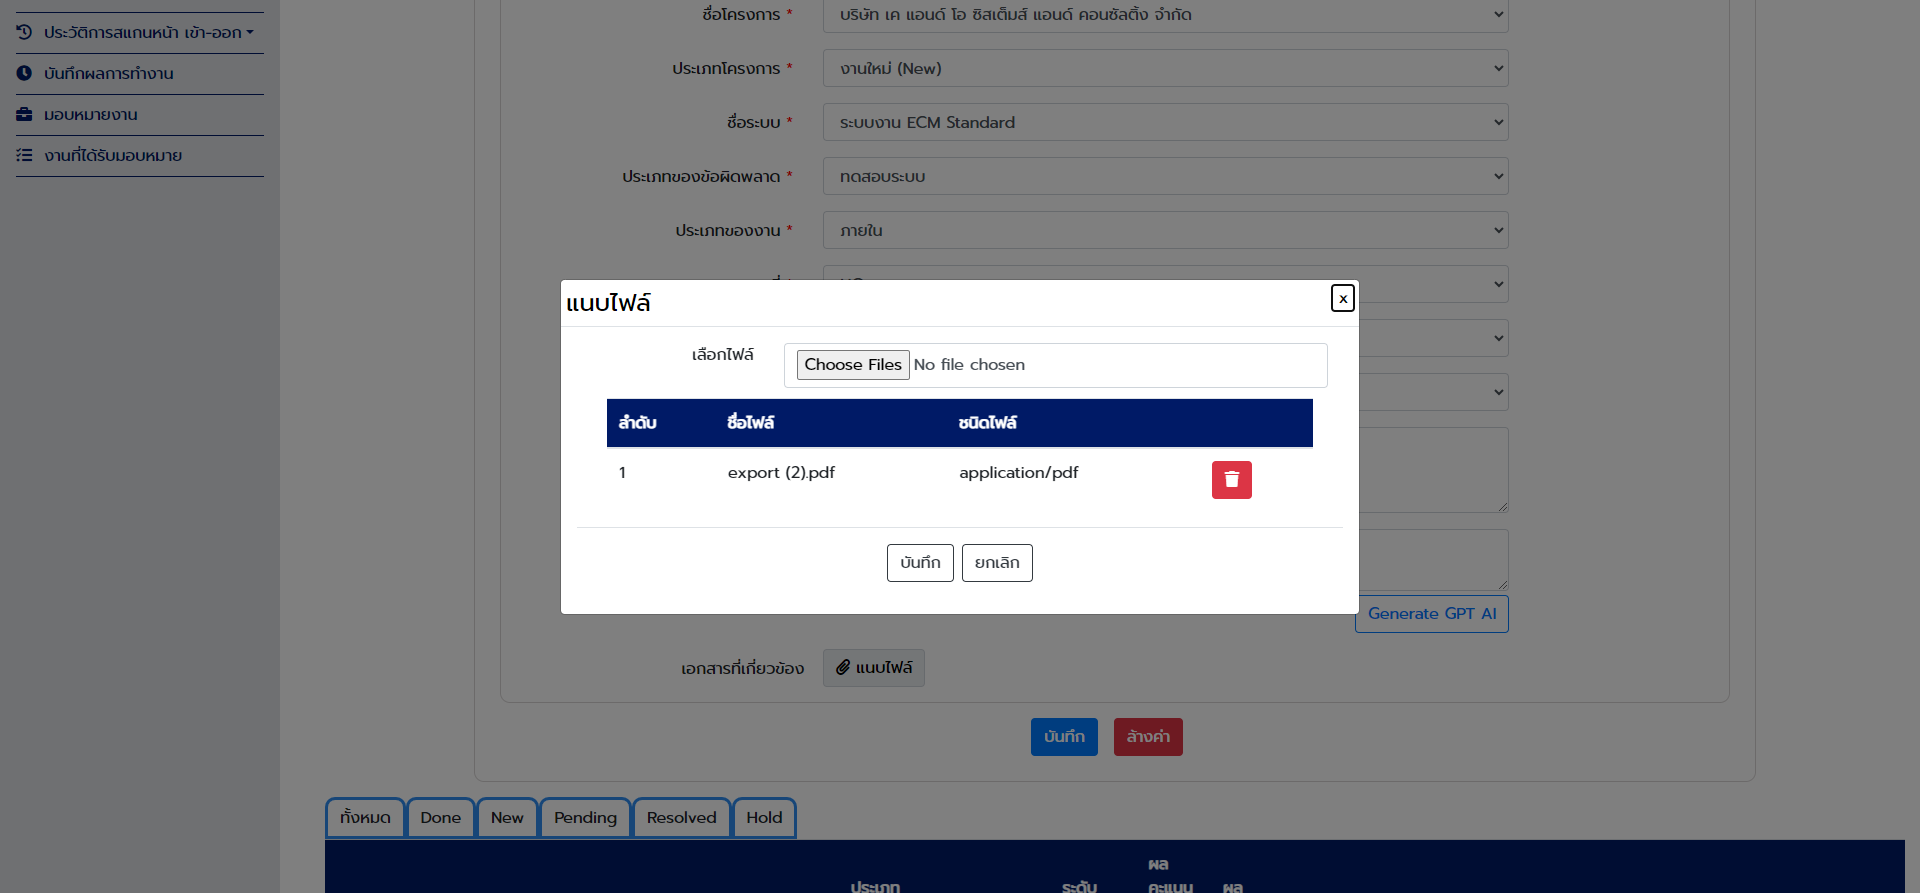 ประวัติการสแกนหน้า เข้า-ออก
บันทึกผลการทำงาน
มอบหมายงาน
งานที่ได้รับมอบหมาย
ชื่อโครงการ * บริษัท เค แอนด์ โอ ซิสเต็มส์ แอนด์ คอนซัลติ้ง จำกัด
ประเภทโครงการ * งานใหม่ (New)
ชื่อระบบ * ระบบงาน ECM Standard
ประเภทของข้อผิดพลาด * ทดสอบระบบ
ประเภทของงาน * ภายใน
แนบไฟล์ x
เลือกไฟล์ Choose Files No file chosen
ลำดับ ชื่อไฟล์ ชนิดไฟล์
1 export (2).pdf application/pdf
บันทึก ยกเลิก
Generate GPT AI
เอกสารที่เกี่ยวข้อง แนบไฟล์
บันทึก ล้างค่า
ทั้งหมด Done New Pending Resolved Hold
ผล
ประเภท ระดับ คะแนน ผล